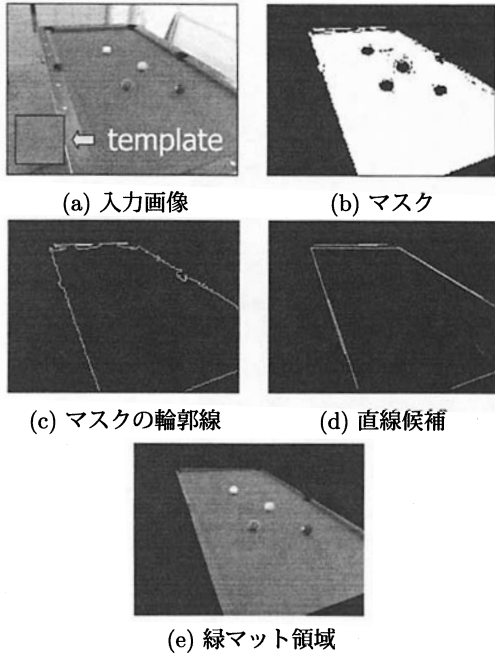 template
(a) 入力画像
(b) マスク
(c) マスクの輪郭線
(d) 直線候補
(e) 緑マット領域